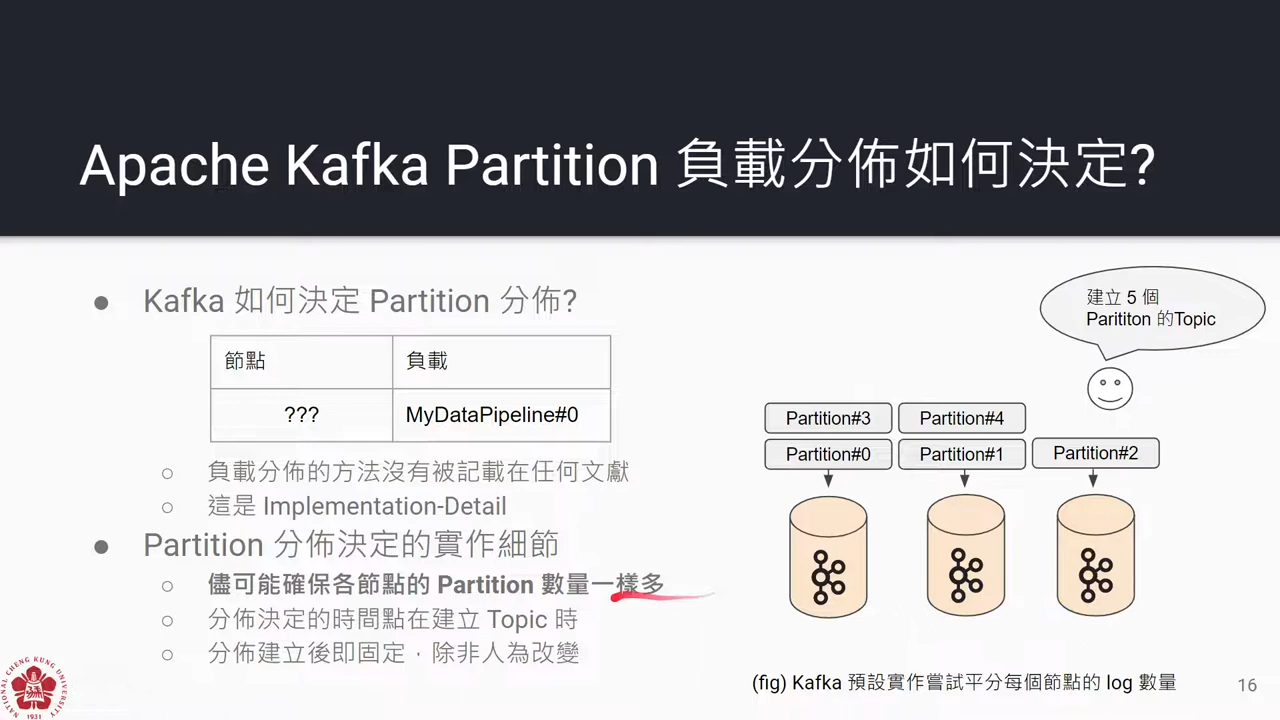 Apache Kafka Partition 負載分佈如何決定?
Kafka 如何決定 Partition 分佈?
節點 負載
??? MyDataPipeline#0
負載分佈的方法沒有被記載在任何文獻
這是 Implementation-Detail
Partition 分佈決定的實作細節
儘可能確保各節點的 Partition 數量一樣多
分佈決定的時間點在建立 Topic 時
分佈建立後即固定，除非人為改變
建立 5 個
Parititon 的Topic
Partition#3 Partition#4
Partition#0 Partition#1 Partition#2
(fig) Kafka 預設實作嘗試平分每個節點的 log 數量
16
NATIONAL CHENG KUNG UNIVERSITY
1931